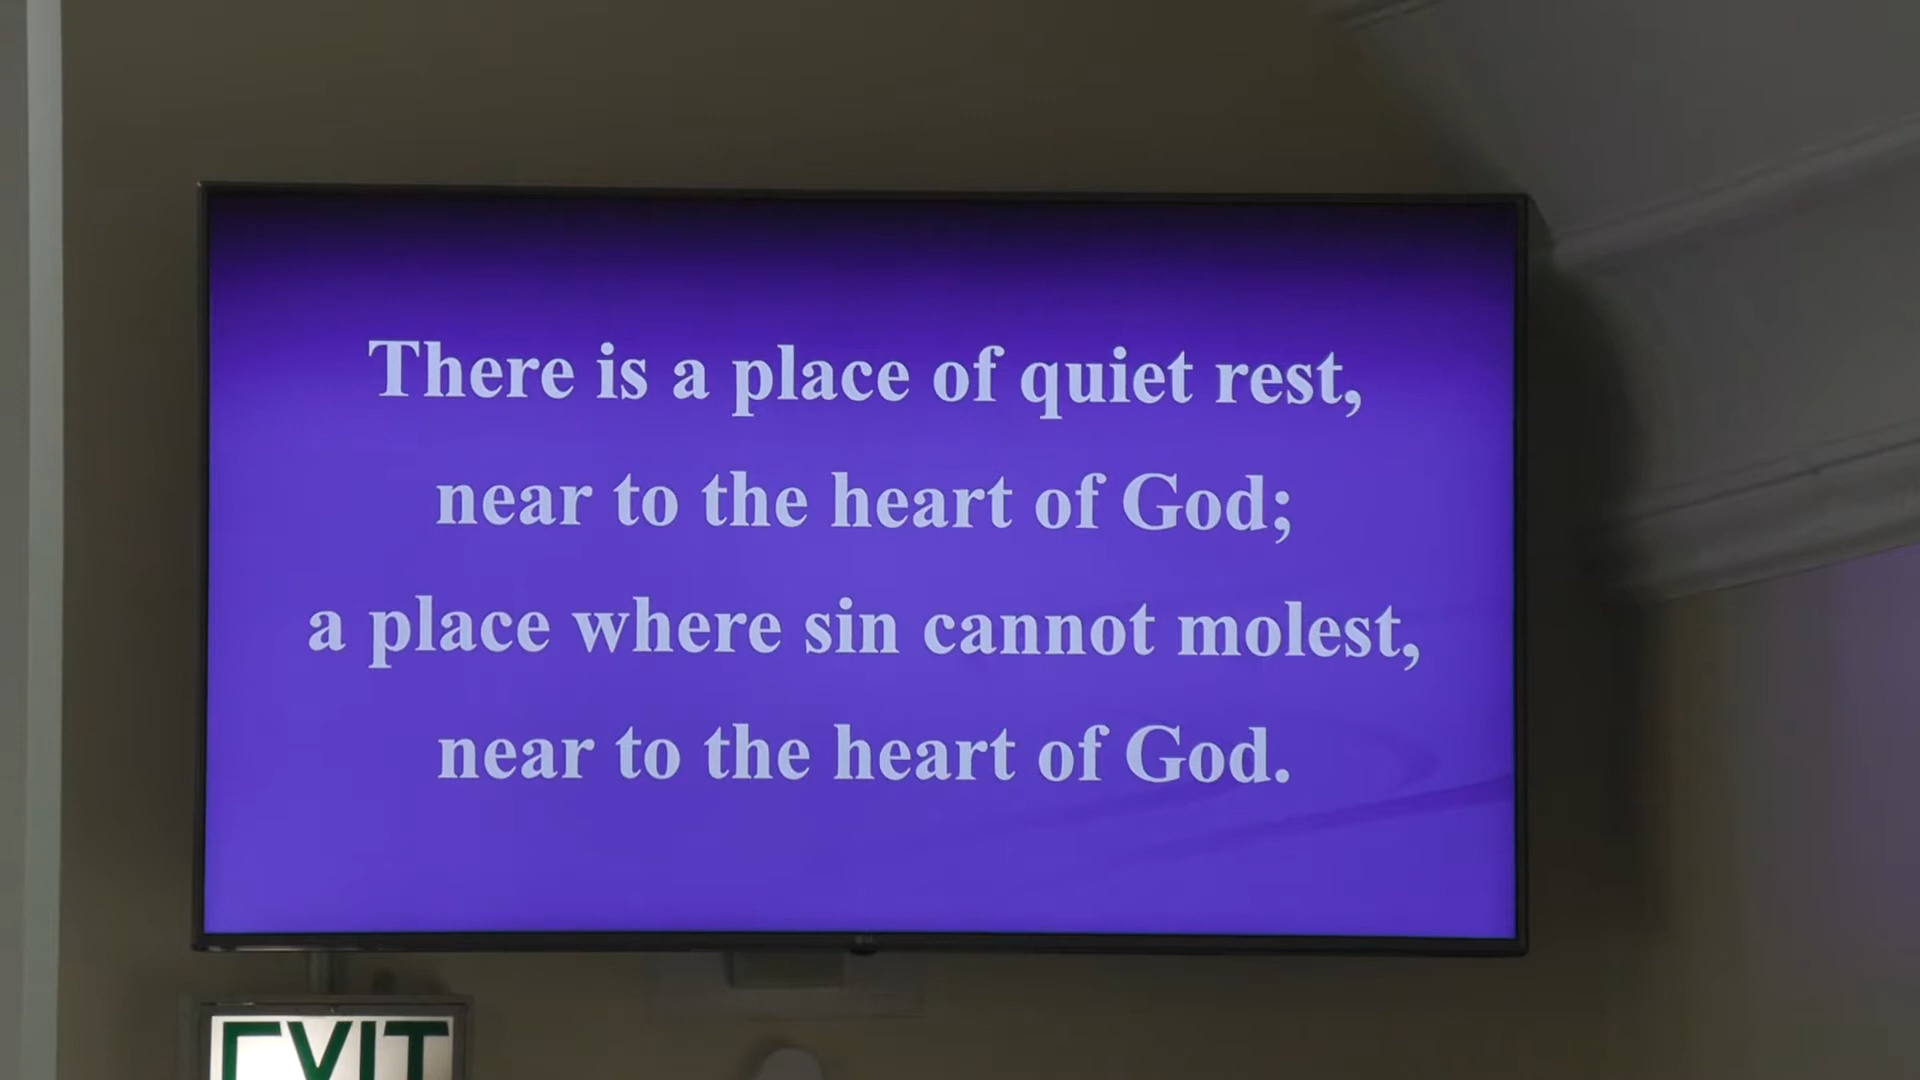 There is a place of quiet rest,
near to the heart of God;
a place where sin cannot molest,
near to the heart of God.
EXIT